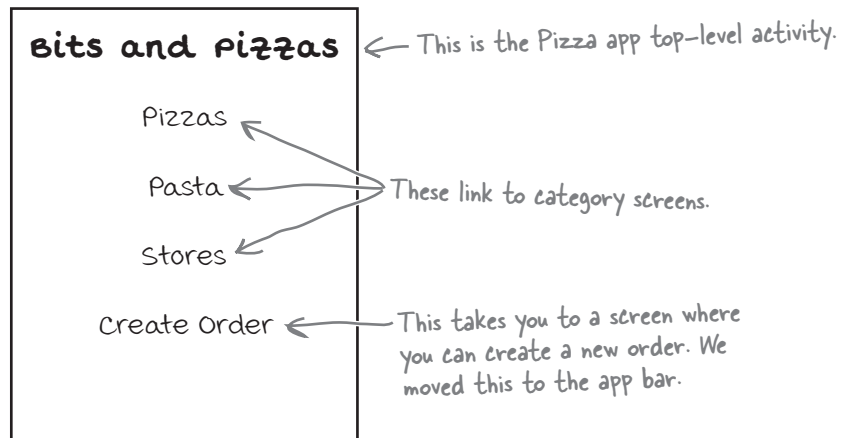 Bits and Pizzas
This is the Pizza app top-level activity.
Pizzas
Pasta
These link to category screens.
Stores
Create Order
This takes you to a screen where
you can create a new order. We
moved this to the app bar.